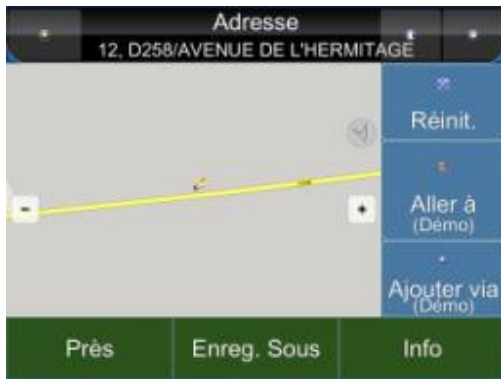 Adresse
12, D258/AVENUE DE L'HERMITAGE
Réinit.
Aller à
(Démo)
Ajouter via
(Démo)
Près
Enreg. Sous
Info